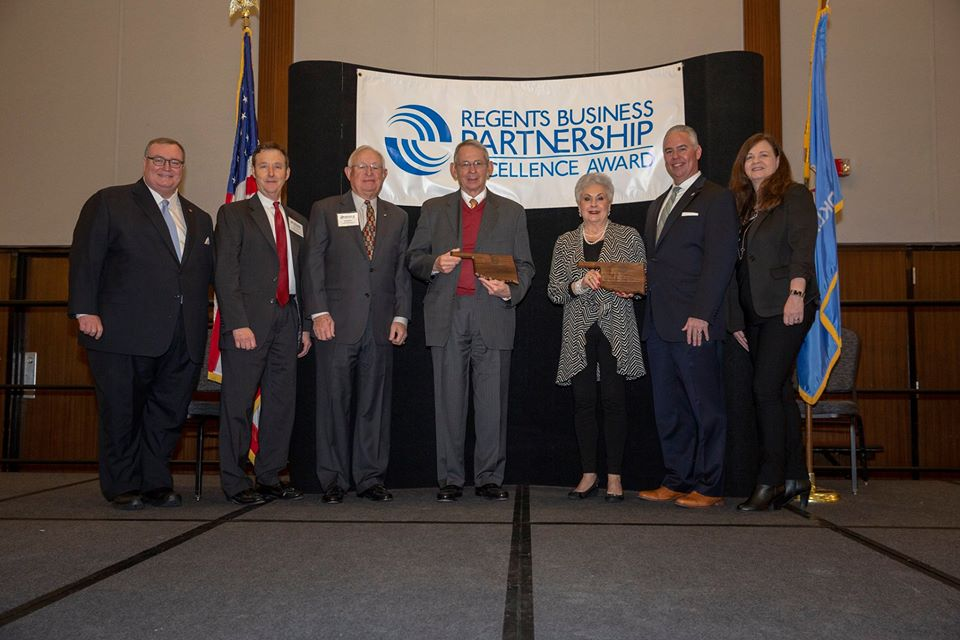 REGENTS BUSINESS
PARTNERSHIP
CELLENCE AWARD